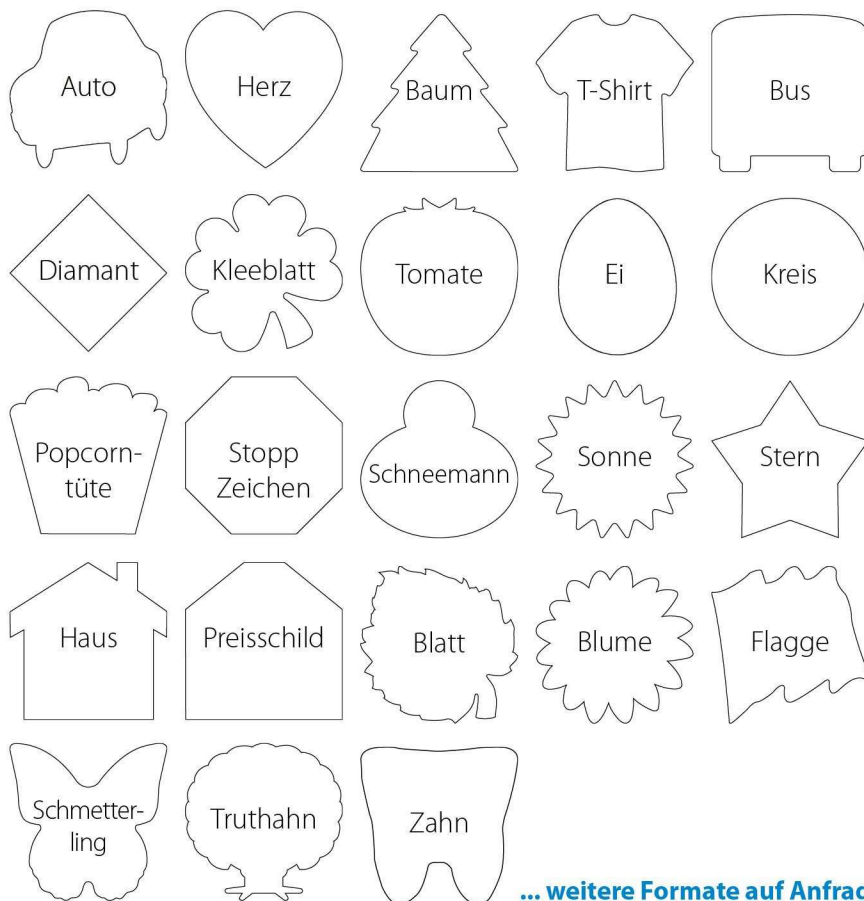 Auto
Herz
Baum
T-Shirt
Bus
Diamant
Kleeblatt
Tomate
Ei
Kreis
Popcorn-
tüte
Stopp
Zeichen
Schneemann
Sonne
Stern
Haus
Preisschild
Blatt
Blume
Flagge
Schmetter-
ling
Truthahn
Zahn
... weitere Formate auf Anfrag